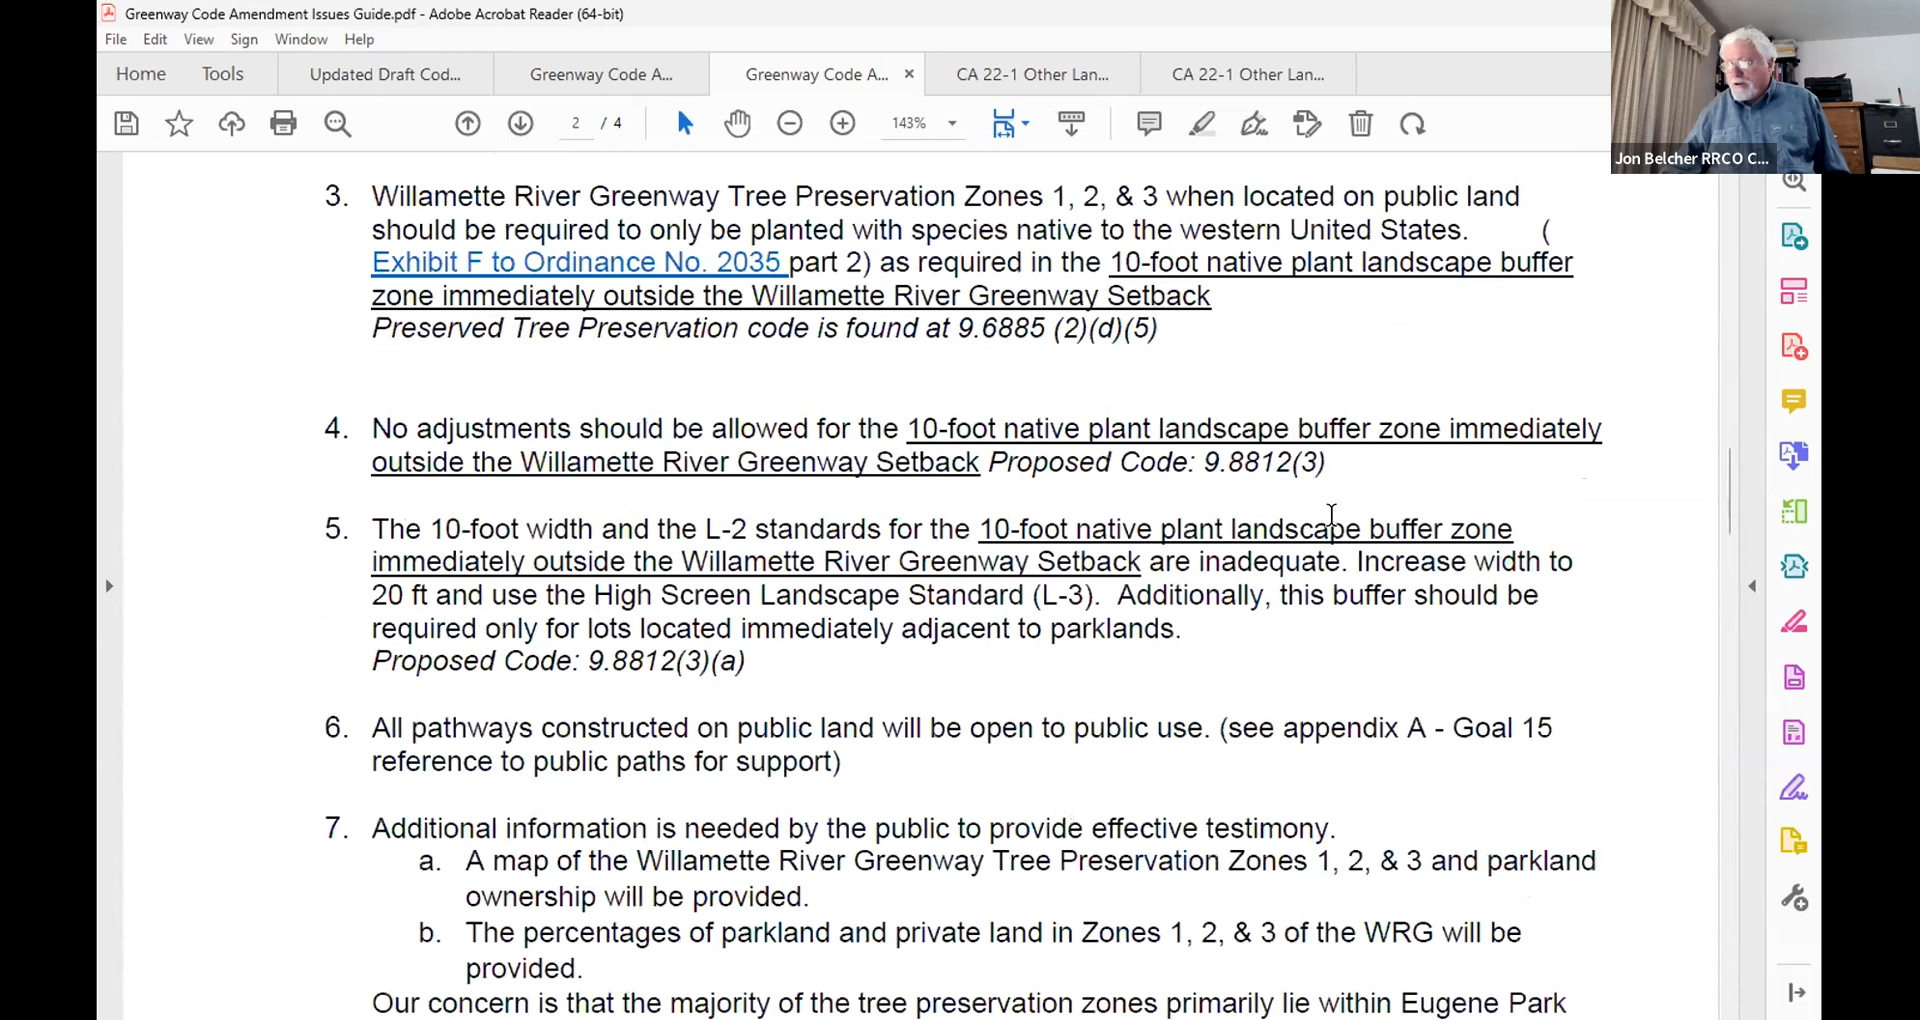 Greenway Code Amendment Issues Guide.pdf - Adobe Acrobat Reader (64-bit)
File Edit View Sign Window Help
Home Tools Updated Draft Cod... Greenway Code A... Greenway Code A... × CA 22-1 Other Lan... CA 22-1 Other Lan...
2 / 4 143%
Jon Belcher RRCO C...
3. Willamette River Greenway Tree Preservation Zones 1, 2, & 3 when located on public land
should be required to only be planted with species native to the western United States. (
Exhibit F to Ordinance No. 2035 part 2) as required in the 10-foot native plant landscape buffer
zone immediately outside the Willamette River Greenway Setback
Preserved Tree Preservation code is found at 9.6885 (2)(d)(5)
4. No adjustments should be allowed for the 10-foot native plant landscape buffer zone immediately
outside the Willamette River Greenway Setback Proposed Code: 9.8812(3)
5. The 10-foot width and the L-2 standards for the 10-foot native plant landscape buffer zone
immediately outside the Willamette River Greenway Setback are inadequate. Increase width to
20 ft and use the High Screen Landscape Standard (L-3). Additionally, this buffer should be
required only for lots located immediately adjacent to parklands.
Proposed Code: 9.8812(3)(a)
6. All pathways constructed on public land will be open to public use. (see appendix A - Goal 15
reference to public paths for support)
7. Additional information is needed by the public to provide effective testimony.
a. A map of the Willamette River Greenway Tree Preservation Zones 1, 2, & 3 and parkland
ownership will be provided.
b. The percentages of parkland and private land in Zones 1, 2, & 3 of the WRG will be
provided.
Our concern is that the majority of the tree preservation zones primarily lie within Eugene Park